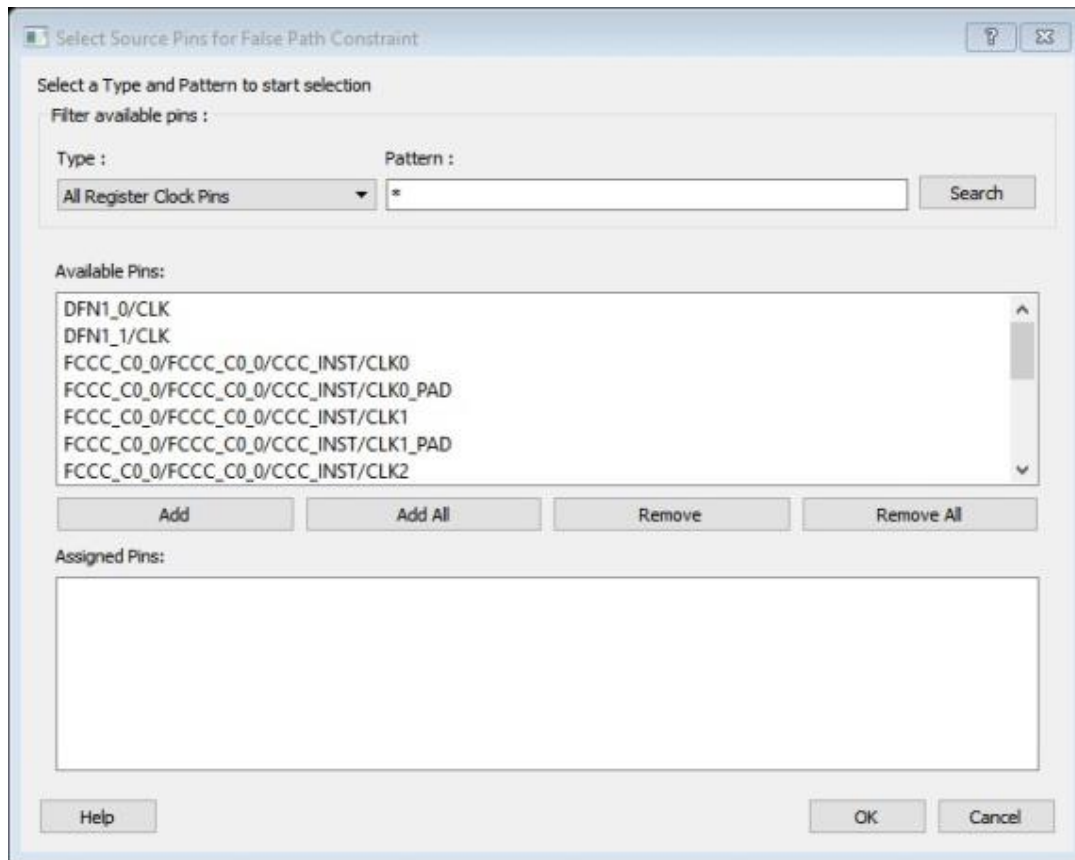 Select Source Pins for False Path Constraint
Select a Type and Pattern to start selection
Filter available pins :
Type : Pattern :
All Register Clock Pins * Search
Available Pins:
DFN1_0/CLK
DFN1_1/CLK
FCCC_C0_0/FCCC_C0_0/CCC_INST/CLK0
FCCC_C0_0/FCCC_C0_0/CCC_INST/CLK0_PAD
FCCC_C0_0/FCCC_C0_0/CCC_INST/CLK1
FCCC_C0_0/FCCC_C0_0/CCC_INST/CLK1_PAD
FCCC_C0_0/FCCC_C0_0/CCC_INST/CLK2
Add Add All Remove Remove All
Assigned Pins:
Help OK Cancel